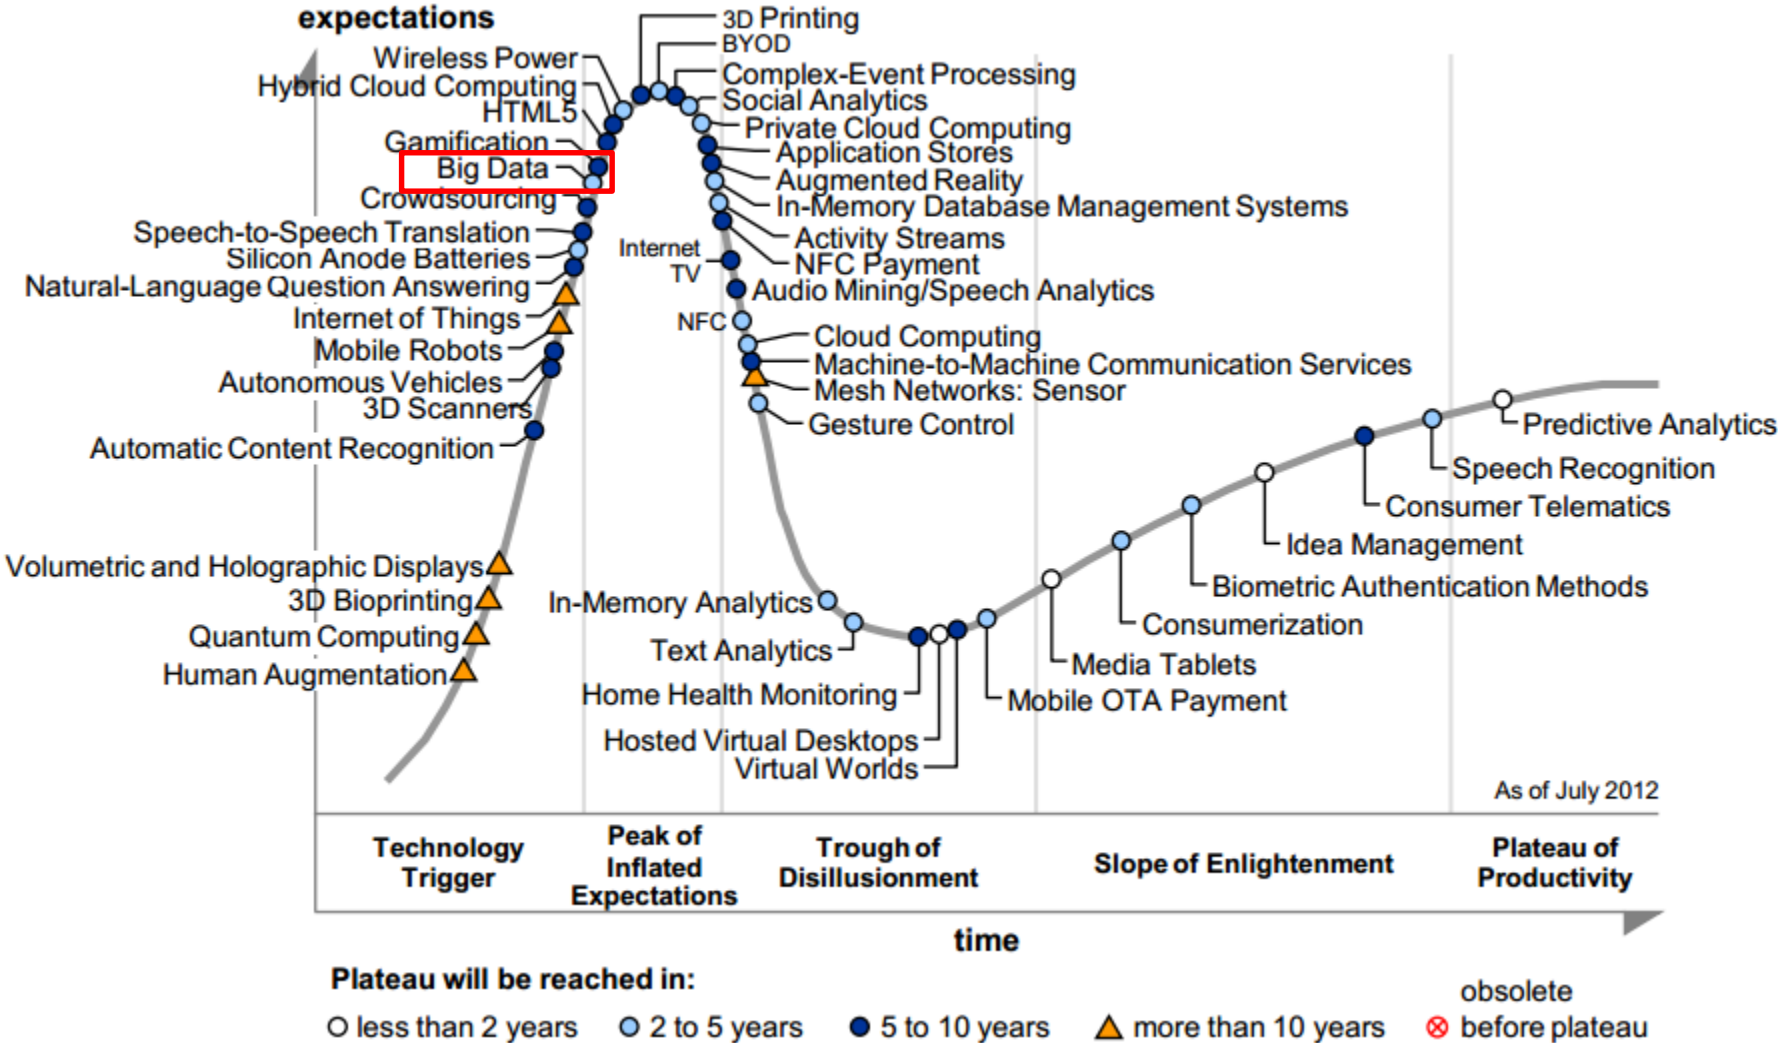 expectations
3D Printing
BYOD
Wireless Power
Complex-Event Processing
Hybrid Cloud Computing
Social Analytics
HTML5
Private Cloud Computing
Gamification
Application Stores
Big Data
Augmented Reality
Crowdsourcing
In-Memory Database Management Systems
Speech-to-Speech Translation
Activity Streams
Silicon Anode Batteries
Internet
TV
NFC Payment
Natural-Language Question Answering
Audio Mining/Speech Analytics
Internet of Things
NFC
Cloud Computing
Mobile Robots
Machine-to-Machine Communication Services
Autonomous Vehicles
Mesh Networks: Sensor
3D Scanners
Gesture Control
Automatic Content Recognition
Predictive Analytics
Speech Recognition
Consumer Telematics
Idea Management
Volumetric and Holographic Displays
Biometric Authentication Methods
3D Bioprinting
In-Memory Analytics
Consumerization
Quantum Computing
Text Analytics
Media Tablets
Human Augmentation
Home Health Monitoring
Mobile OTA Payment
Hosted Virtual Desktops
Virtual Worlds
As of July 2012
Technology
Trigger
Peak of
Inflated
Expectations
Trough of
Disillusionment
Slope of Enlightenment
Plateau of
Productivity
time
Plateau will be reached in:
less than 2 years
2 to 5 years
5 to 10 years
more than 10 years
obsolete
before plateau